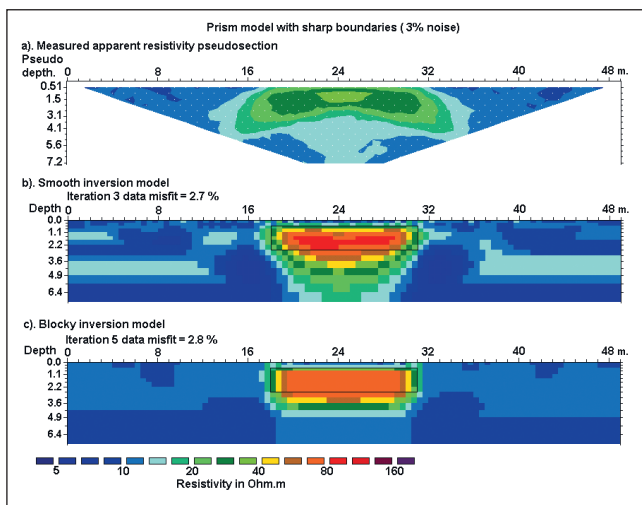 Prism model with sharp boundaries ( 3% noise)
a). Measured apparent resistivity pseudosection
Pseudo
depth. 0 8 16 24 32 40 48 m.
0.51
1.5
3.1
4.1
5.6
7.2
b). Smooth inversion model
Iteration 3 data misfit = 2.7 %
Depth 0 8 16 24 32 40 48 m.
0.0
1.1
2.2
3.6
4.9
6.4
c). Blocky inversion model
Iteration 5 data misfit = 2.8 %
Depth 0 8 16 24 32 40 48 m.
0.0
1.1
2.2
3.6
4.9
6.4
5 10 20 40 80 160
Resistivity in Ohm.m